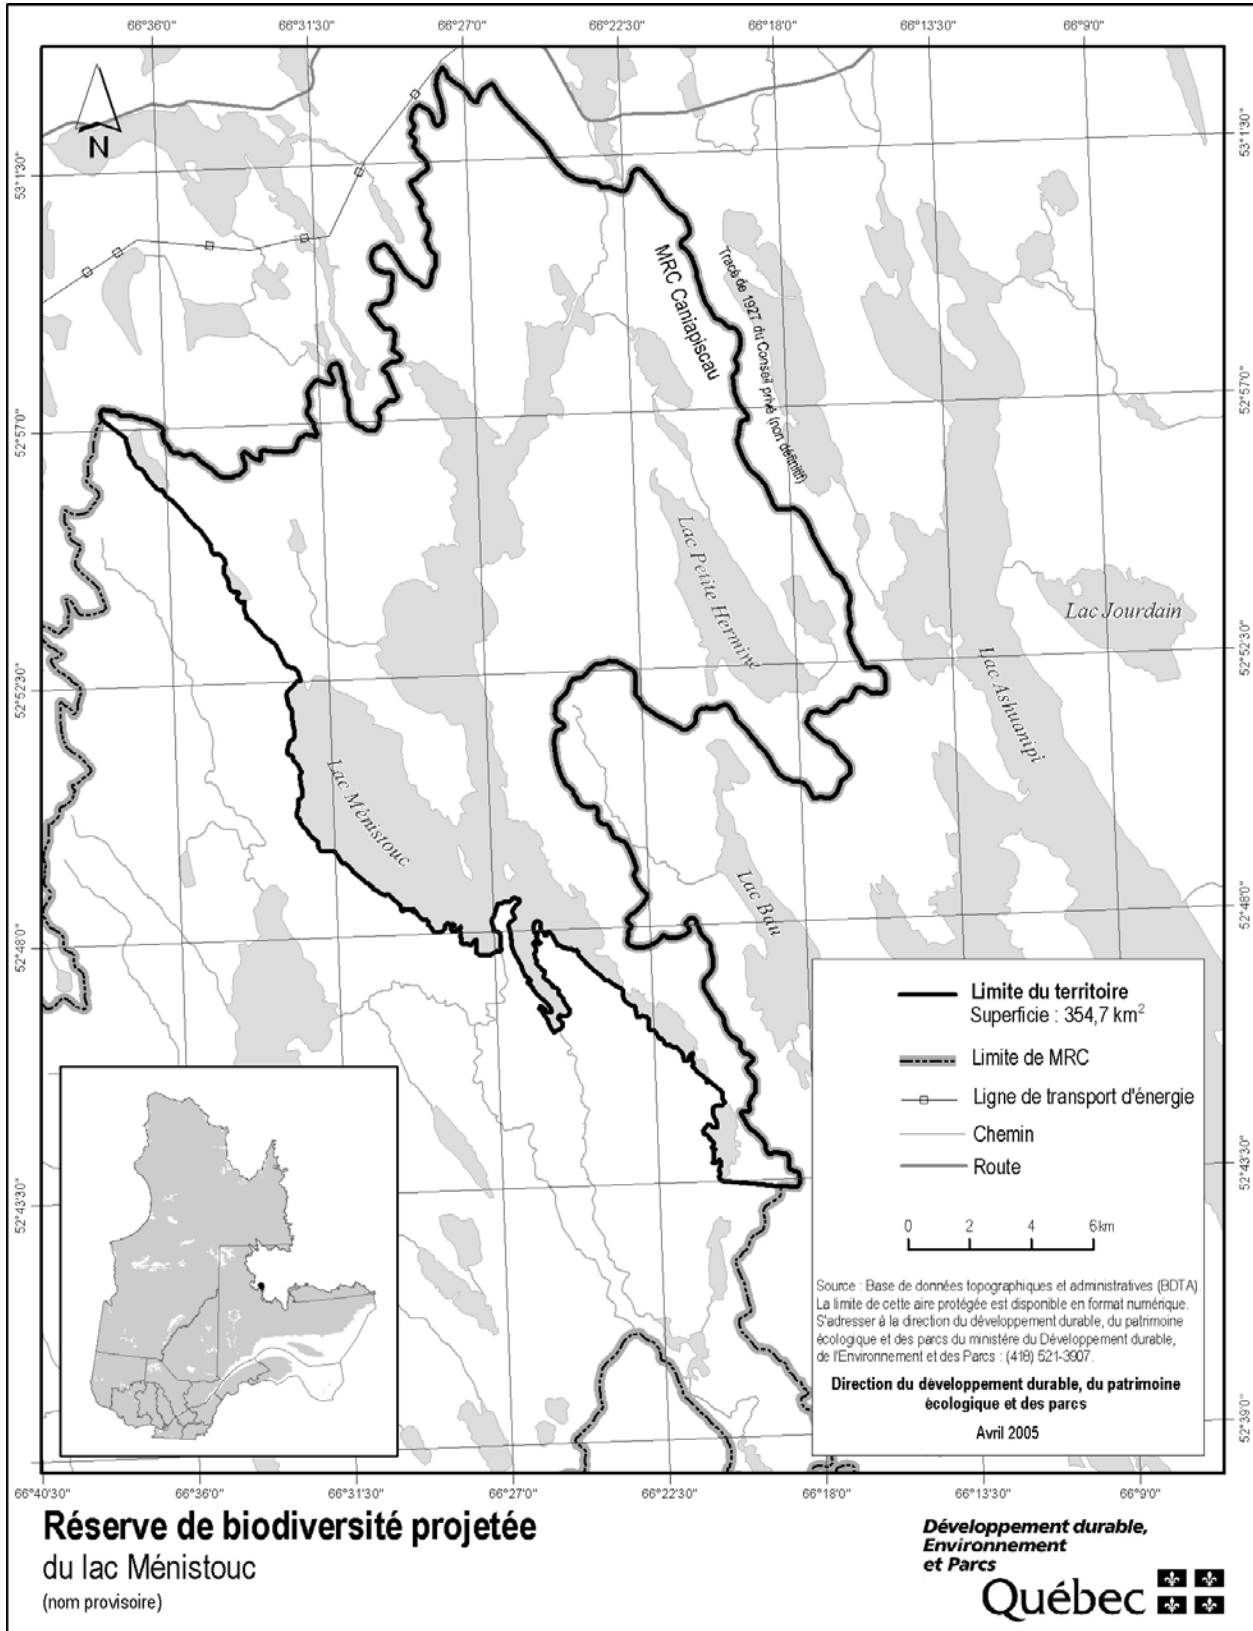 66°36'0"
66°31'30"
66°27'0"
66°22'30"
66°18'0"
66°13'30"
66°9'0"
N
53°1'30"
53°1'30"
MRC Caniapiscau
Tracé de 1927 du Conseil privé (non définitif)
52°57'0"
52°57'0"
Lac Petite Hermine
Lac Jourdain
52°52'30"
52°52'30"
Lac Ashuanipi
Lac Ménistouc
Lac Bau
52°48'0"
52°48'0"
Limite du territoire
Superficie : 354,7 km²
Limite de MRC
Ligne de transport d'énergie
Chemin
Route
52°43'30"
52°43'30"
0 2 4 6 km
Source : Base de données topographiques et administratives (BDTA).
La limite de cette aire protégée est disponible en format numérique.
S'adresser à la direction du développement durable, du patrimoine
écologique et des parcs du ministère du Développement durable,
de l'Environnement et des Parcs : (418) 521-3907.
Direction du développement durable, du patrimoine
écologique et des parcs
Avril 2005
52°39'0"
66°40'30"
66°36'0"
66°31'30"
66°27'0"
66°22'30"
66°18'0"
66°13'30"
66°9'0"
Réserve de biodiversité projetée
du lac Ménistouc
(nom provisoire)
Développement durable,
Environnement
et Parcs
Québec